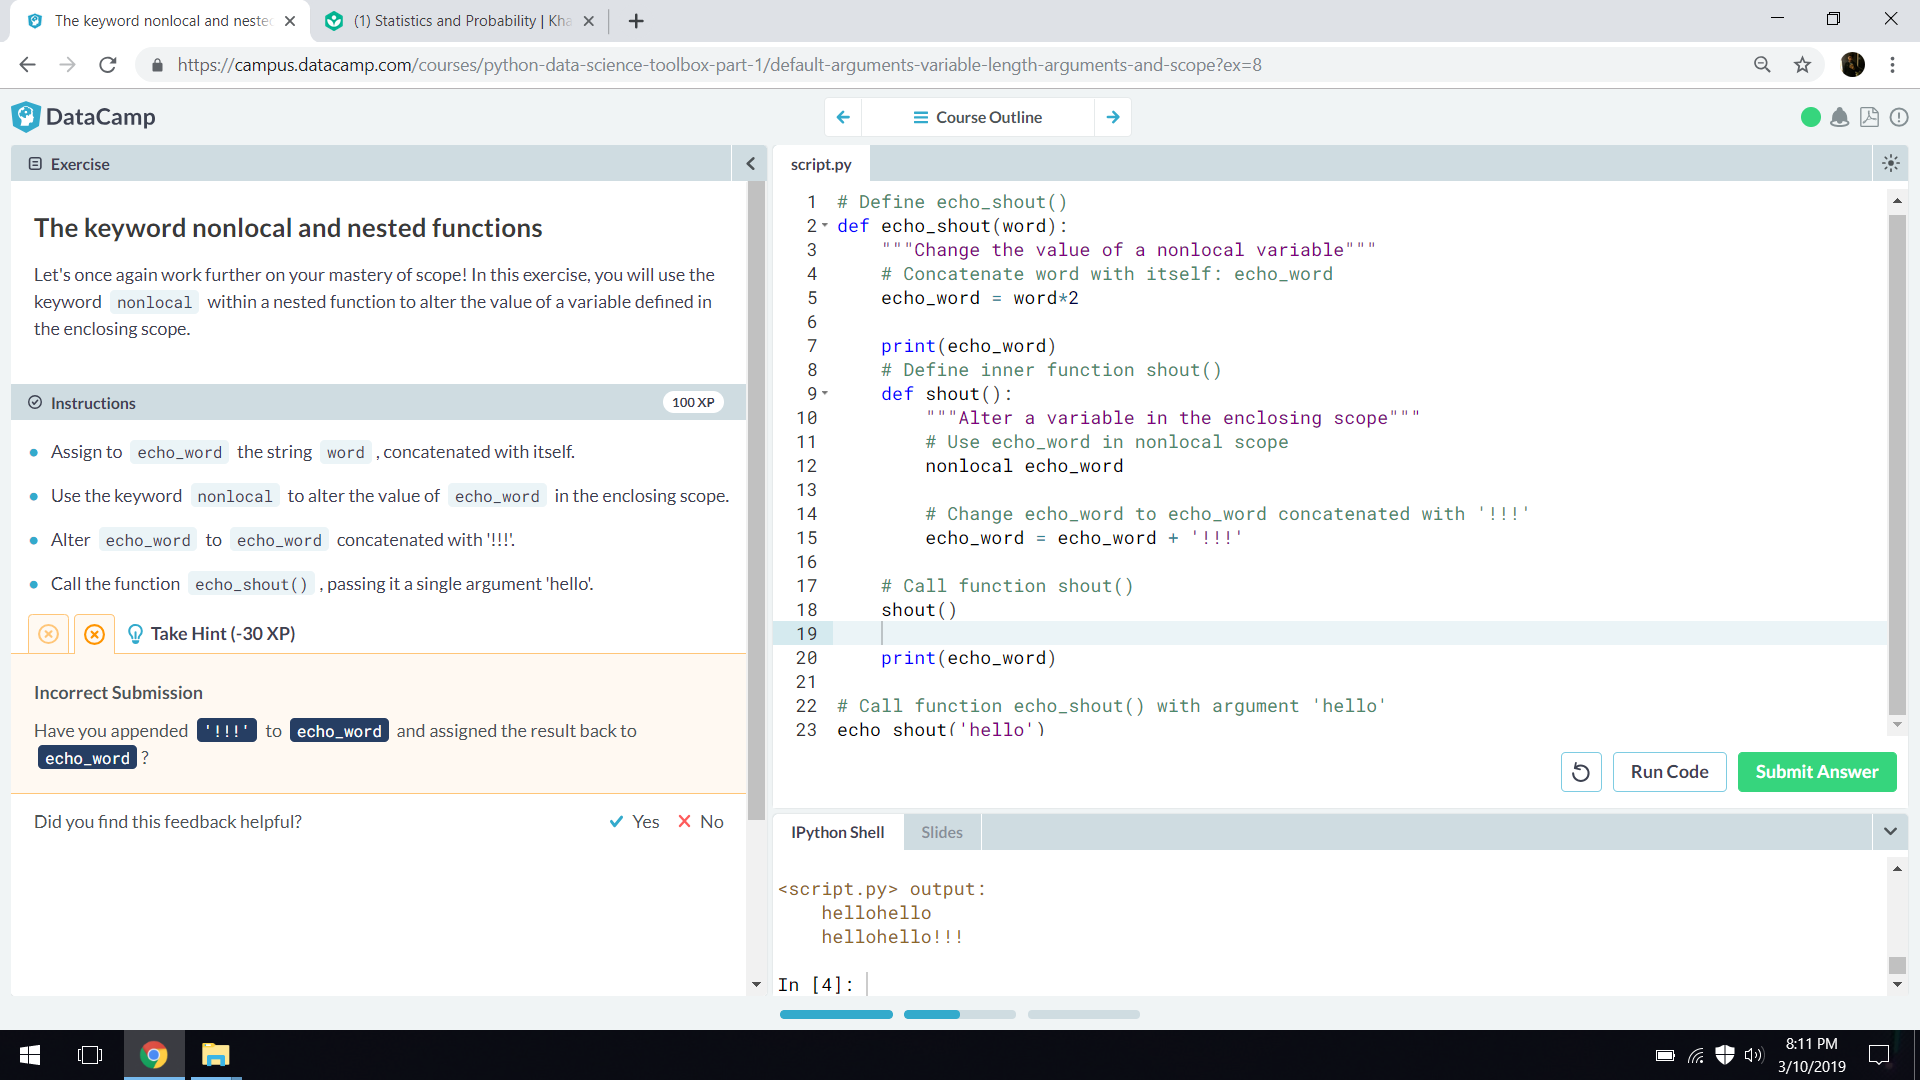 The keyword nonlocal and neste
(1) Statistics and Probability | Kha
https://campus.datacamp.com/courses/python-data-science-toolbox-part-1/default-arguments-variable-length-arguments-and-scope?ex=8
DataCamp
Course Outline
Exercise
The keyword nonlocal and nested functions
Let's once again work further on your mastery of scope! In this exercise, you will use the
keyword nonlocal within a nested function to alter the value of a variable defined in
the enclosing scope.
Instructions
100 XP
Assign to echo_word the string word , concatenated with itself.
Use the keyword nonlocal to alter the value of echo_word in the enclosing scope.
Alter echo_word to echo_word concatenated with '!!!'.
Call the function echo_shout() , passing it a single argument 'hello'.
Take Hint (-30 XP)
Incorrect Submission
Have you appended '!!!' to echo_word and assigned the result back to
echo_word ?
Did you find this feedback helpful?
Yes
No
script.py
1 # Define echo_shout()
2 def echo_shout(word):
3     """Change the value of a nonlocal variable"""
4     # Concatenate word with itself: echo_word
5     echo_word = word*2
6
7     print(echo_word)
8     # Define inner function shout()
9     def shout():
10         """Alter a variable in the enclosing scope"""
11         # Use echo_word in nonlocal scope
12         nonlocal echo_word
13
14         # Change echo_word to echo_word concatenated with '!!!'
15         echo_word = echo_word + '!!!'
16
17     # Call function shout()
18     shout()
19
20     print(echo_word)
21
22 # Call function echo_shout() with argument 'hello'
23 echo_shout('hello')
Run Code
Submit Answer
IPython Shell
Slides
<script.py> output:
hellohello
hellohello!!!
In [4]:
8:11 PM
3/10/2019